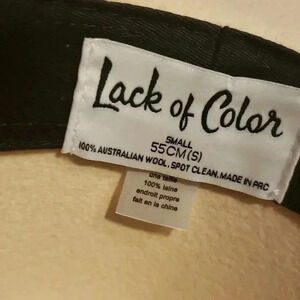 Lack of Color
SMALL
55CM(S)
100% AUSTRALIAN WOOL. SPOT CLEAN. MADE IN PRC
une taille
100% laine
endroit propre
fait en la chine